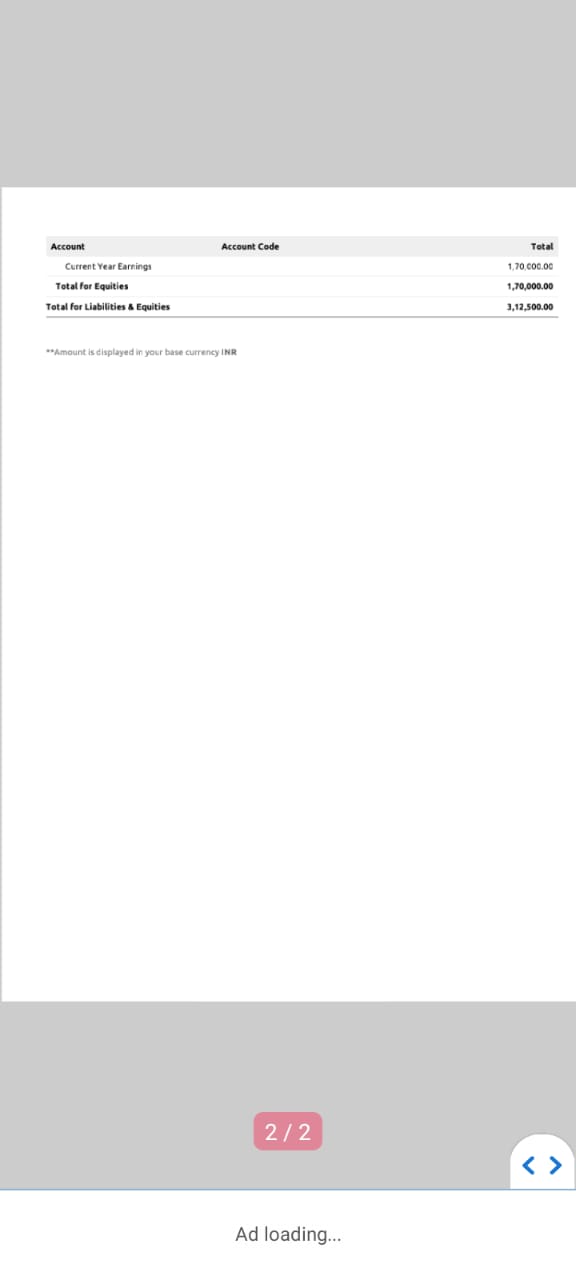 Account Account Code Total
Current Year Earnings 1,70,000.00
Total for Equities 1,70,000.00
Total for Liabilities & Equities 3,12,500.00
**Amount is displayed in your base currency INR
2 / 2
Ad loading...